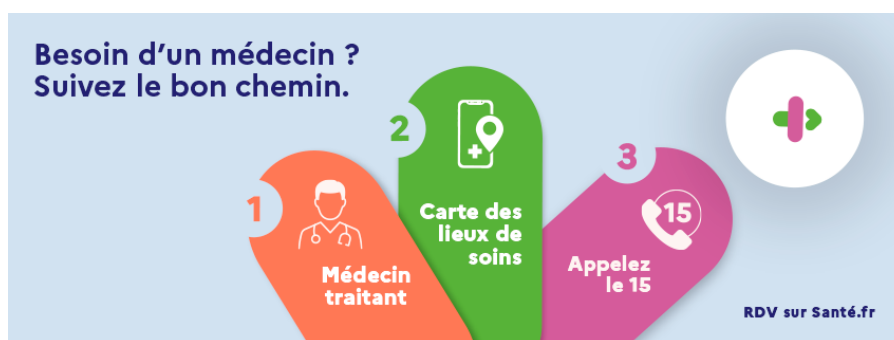 Besoin d'un médecin ?
Suivez le bon chemin.
1
Médecin
traitant
2
Carte des
lieux de
soins
3
15
Appelez
le 15
RDV sur Santé.fr